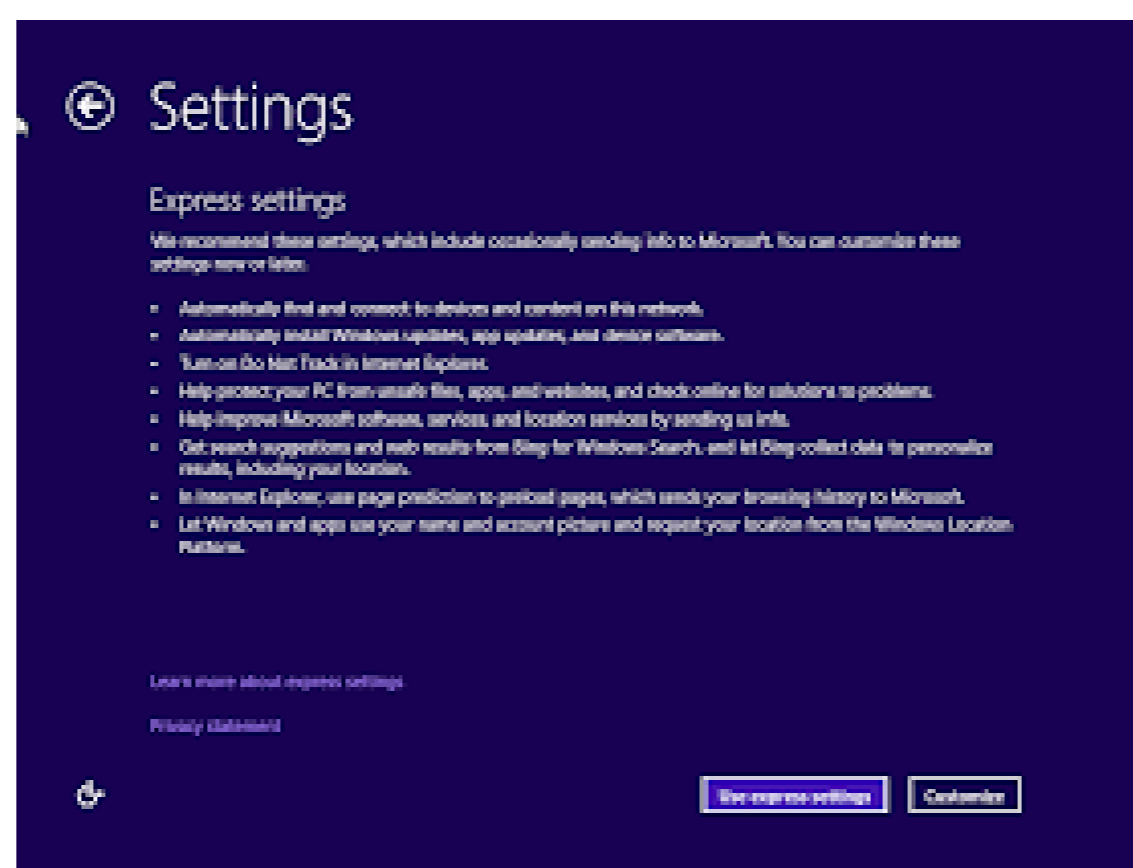 Settings
Express settings
We recommend these settings, which include occasionally sending info to Microsoft. You can customize these
settings now or later.
Automatically find and connect to devices and content on this network.
Automatically install Windows updates, app updates, and device software.
Turn on Do Not Track in Internet Explorer.
Help protect your PC from unsafe files, apps, and websites, and check online for solutions to problems.
Help improve Microsoft software, services, and location services by sending us info.
Get search suggestions and web results from Bing for Windows Search, and let Bing collect data to personalize
results, including your location.
In Internet Explorer, use page prediction to preload pages, which sends your browsing history to Microsoft.
Let Windows and apps use your name and account picture and request your location from the Windows Location
Platform.
Learn more about express settings
Privacy statement
Use express settings
Customize